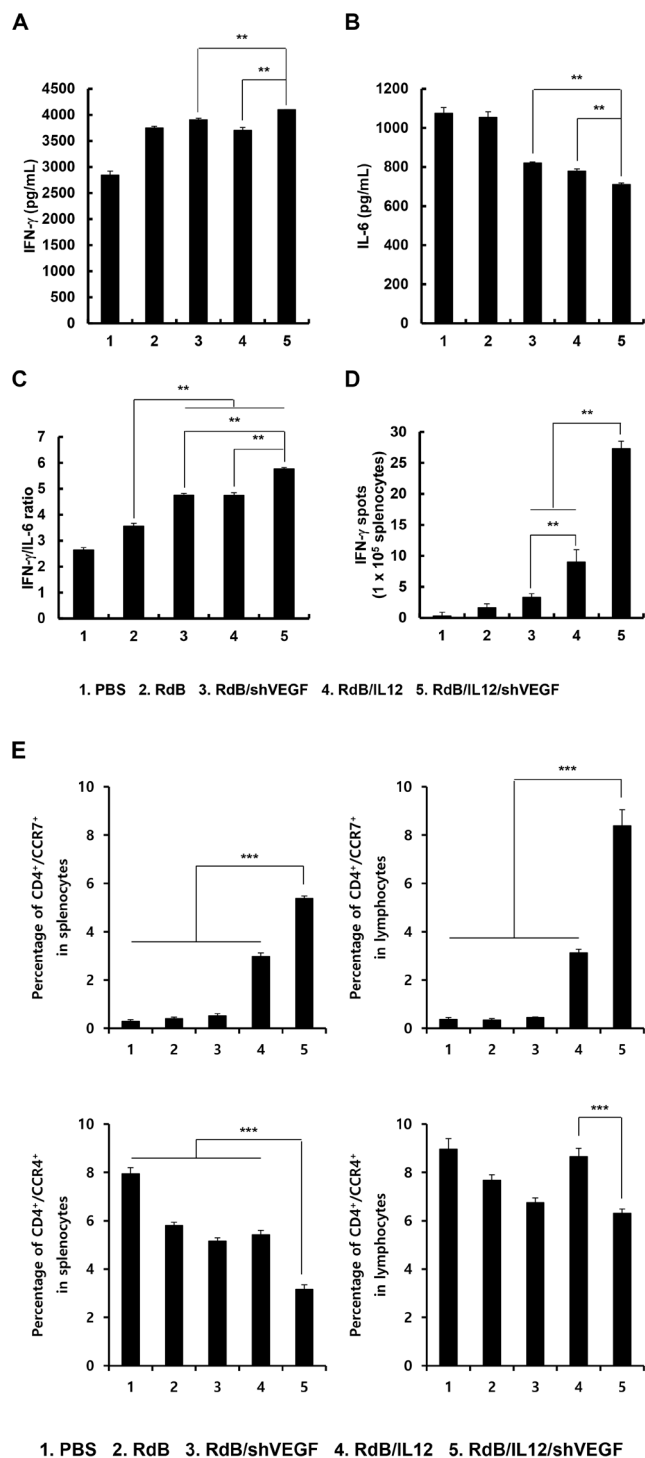 A
**
**
IFN-γ (pg/mL)
4500
4000
3500
3000
2500
2000
1500
1000
500
0
1 2 3 4 5
B
**
**
IL-6 (pg/mL)
1200
1000
800
600
400
200
0
1 2 3 4 5
C
**
**
**
IFN-γ/IL-6 ratio
7
6
5
4
3
2
1
0
1 2 3 4 5
D
**
**
IFN-γ spots
(1 x 10⁵ splenocytes)
30
25
20
15
10
5
0
1 2 3 4 5
1. PBS 2. RdB 3. RdB/shVEGF 4. RdB/IL12 5. RdB/IL12/shVEGF
E
***
Percentage of CD4⁺/CCR7⁺
in splenocytes
10
8
6
4
2
0
1 2 3 4 5
***
Percentage of CD4⁺/CCR7⁺
in lymphocytes
10
8
6
4
2
0
1 2 3 4 5
***
Percentage of CD4⁺/CCR4⁺
in splenocytes
10
8
6
4
2
0
1 2 3 4 5
***
Percentage of CD4⁺/CCR4⁺
in lymphocytes
10
8
6
4
2
0
1 2 3 4 5
1. PBS 2. RdB 3. RdB/shVEGF 4. RdB/IL12 5. RdB/IL12/shVEGF